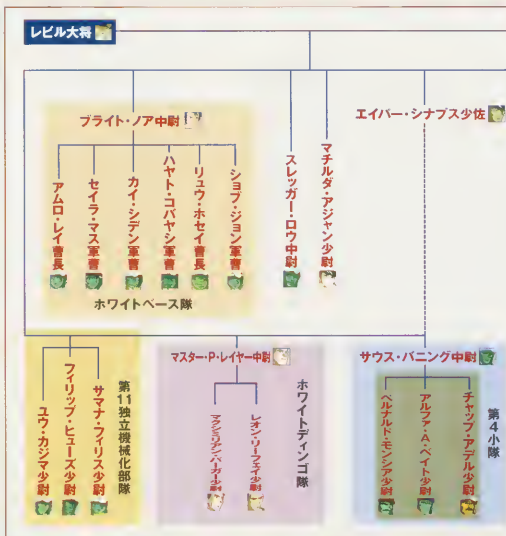 レビル大将
ブライト・ノア中尉
エイパー・シナプス少佐
アムロ・レイ曹長
セイラ・マス軍曹
カイ・シデン軍曹
ハヤト・コバヤシ軍曹
リュウ・ホセイ曹長
ジョブ・ジョン軍曹
スレッガー・ロウ中尉
マチルダ・アジャン少尉
ホワイトベース隊
ユウ・カジマ少尉
フィリップ・ヒューズ少尉
サマナ・フィリス少尉
第11独立機械化部隊
マスター・P・レイヤー中尉
マクシミリアン・バーガー少尉
レオン・リーフェイ少尉
ホワイトディンゴ隊
サウス・バニング中尉
ベルナルド・モンシア少尉
アルファ・A・ベイト少尉
チャップ・アデル少尉
第4小隊